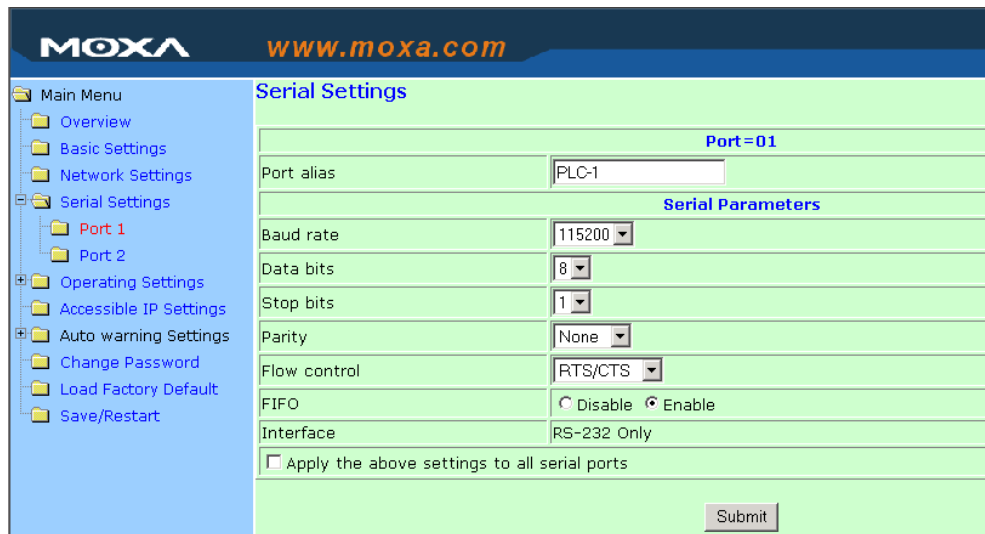 MOXA www.moxa.com
Main Menu
Overview
Basic Settings
Network Settings
Serial Settings
Port 1
Port 2
Operating Settings
Accessible IP Settings
Auto warning Settings
Change Password
Load Factory Default
Save/Restart
Serial Settings
Port=01
Port alias PLC-1
Serial Parameters
Baud rate 115200
Data bits 8
Stop bits 1
Parity None
Flow control RTS/CTS
FIFO Disable Enable
Interface RS-232 Only
Apply the above settings to all serial ports
Submit